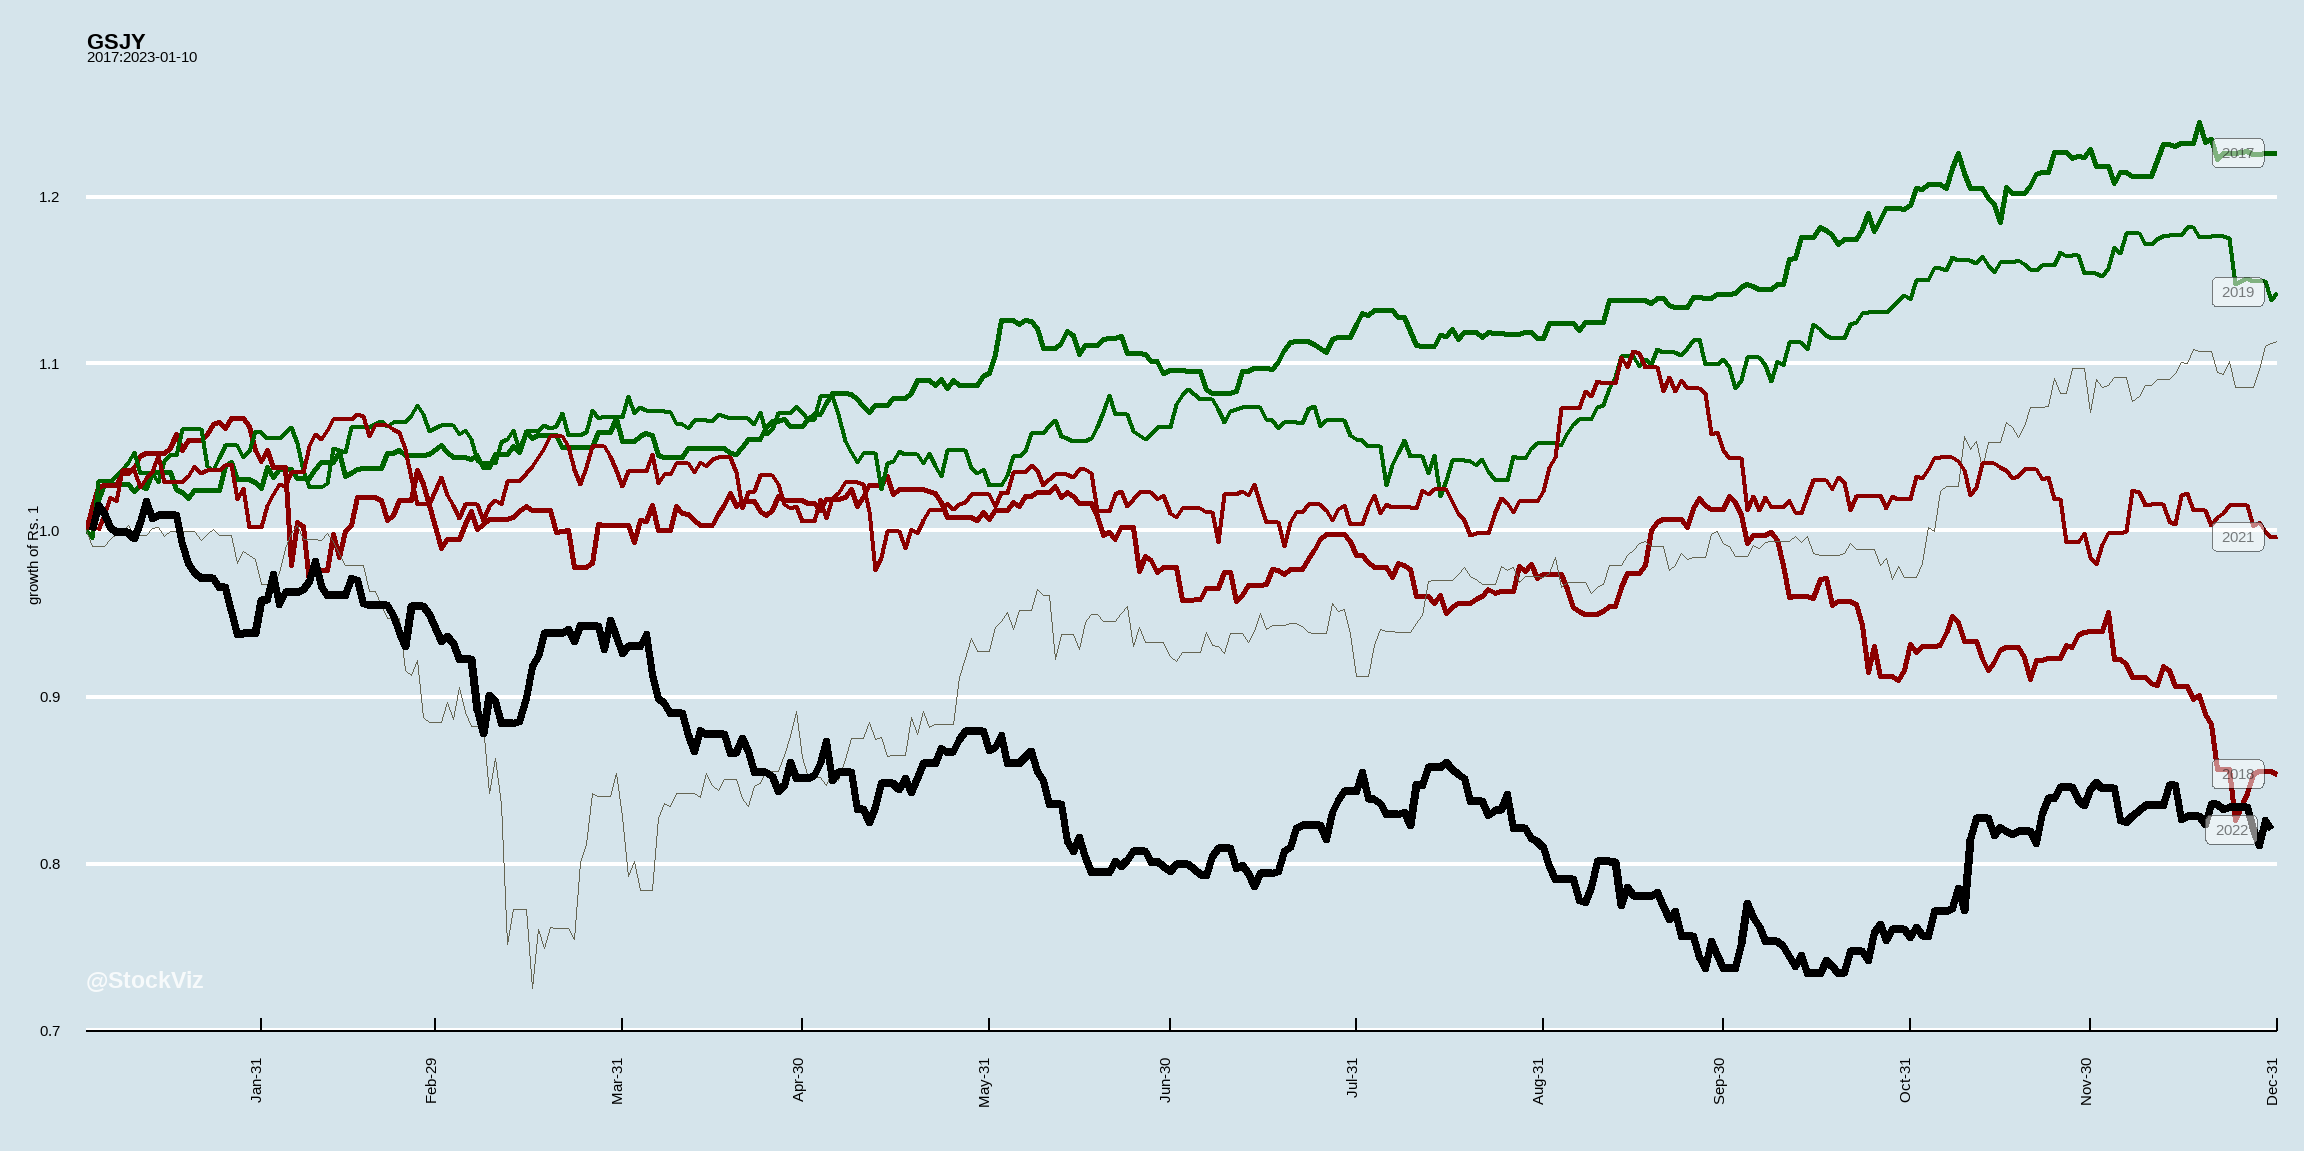 GSJY
2017:2023-01-10
growth of Rs. 1
1.2
1.1
1.0
0.9
0.8
0.7
2017
2019
2021
2018
2022
@StockViz
Jan-31
Feb-29
Mar-31
Apr-30
May-31
Jun-30
Jul-31
Aug-31
Sep-30
Oct-31
Nov-30
Dec-31